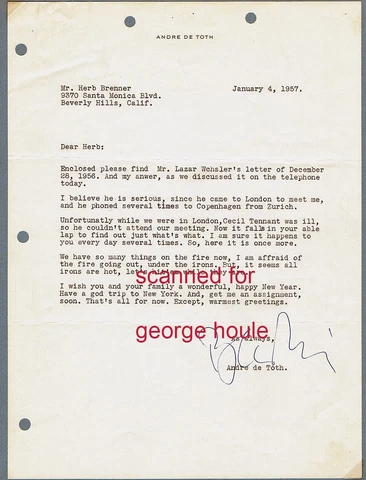 ANDRE DE TOTH
Mr. Herb Brenner January 4, 1957.
9370 Santa Monica Blvd.
Beverly Hills, Calif.
Dear Herb:
Enclosed please find Mr. Lazar Wchsler's letter of December
28, 1956. And my anwer, as we discussed it on the telephone
today.
I believe he is serious, since he came to London to meet me,
and he phoned several times to Copenhagen from Zurich.
Unfortunatly while we were in London,Cecil Tennant was ill,
so he couldn't attend our meeting. Now it falls in your able
lap to find out just what's what. I am sure it happens to
you every day several times. So, here it is once more.
We have so many things on the fire now, I am afraid of
the fire going out, under the irons. But, it seems all
irons are hot, let's
scanned for
I wish you and your family a wonderful, happy New Year.
Have a god trip to New York. And, get me an assignment,
soon. That's all for now. Except, warmest greetings.
george houle
As always,
Andre de Toth.